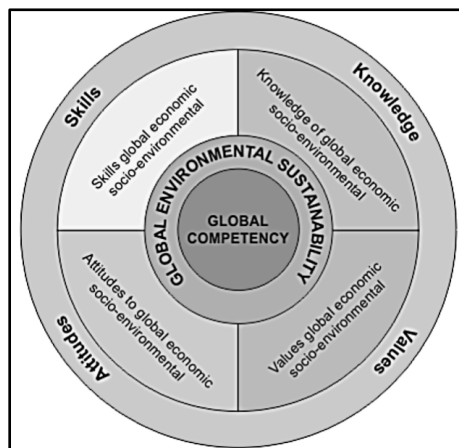 Skills
Knowledge
Skills global economic
socio-environmental
Knowledge of global economic
socio-environmental
GLOBAL ENVIRONMENTAL SUSTAINABILITY
GLOBAL
COMPETENCY
Attitudes to global economic
socio-environmental
Values global economic
socio-environmental
Attitudes
Values